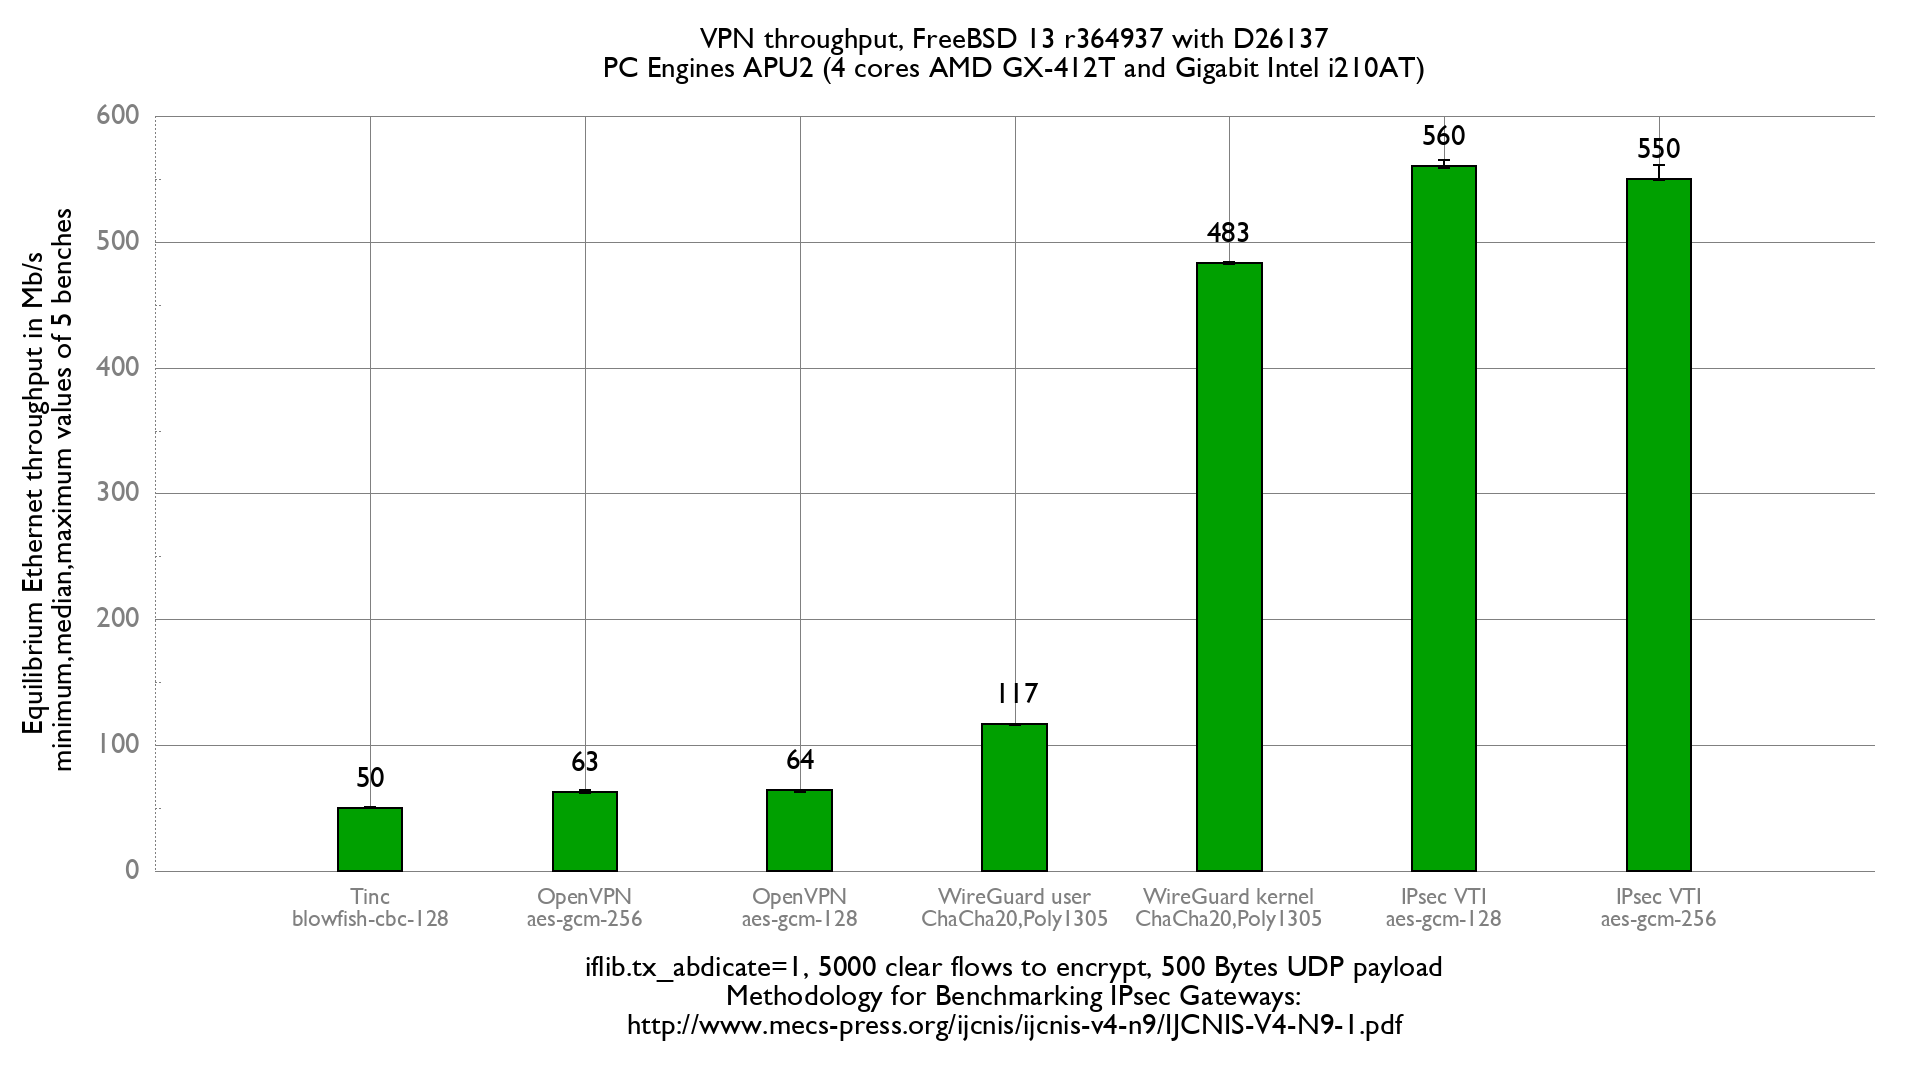 VPN throughput, FreeBSD 13 r364937 with D26137
PC Engines APU2 (4 cores AMD GX-412T and Gigabit Intel i210AT)
Equilibrium Ethernet throughput in Mb/s
minimum,median,maximum values of 5 benches
600
500
400
300
200
100
0
50
63
64
117
483
560
550
Tinc
blowfish-cbc-128
OpenVPN
aes-gcm-256
OpenVPN
aes-gcm-128
WireGuard user
ChaCha20,Poly1305
WireGuard kernel
ChaCha20,Poly1305
IPsec VTI
aes-gcm-128
IPsec VTI
aes-gcm-256
iflib.tx_abdicate=1, 5000 clear flows to encrypt, 500 Bytes UDP payload
Methodology for Benchmarking IPsec Gateways:
http://www.mecs-press.org/ijcnis/ijcnis-v4-n9/IJCNIS-V4-N9-1.pdf